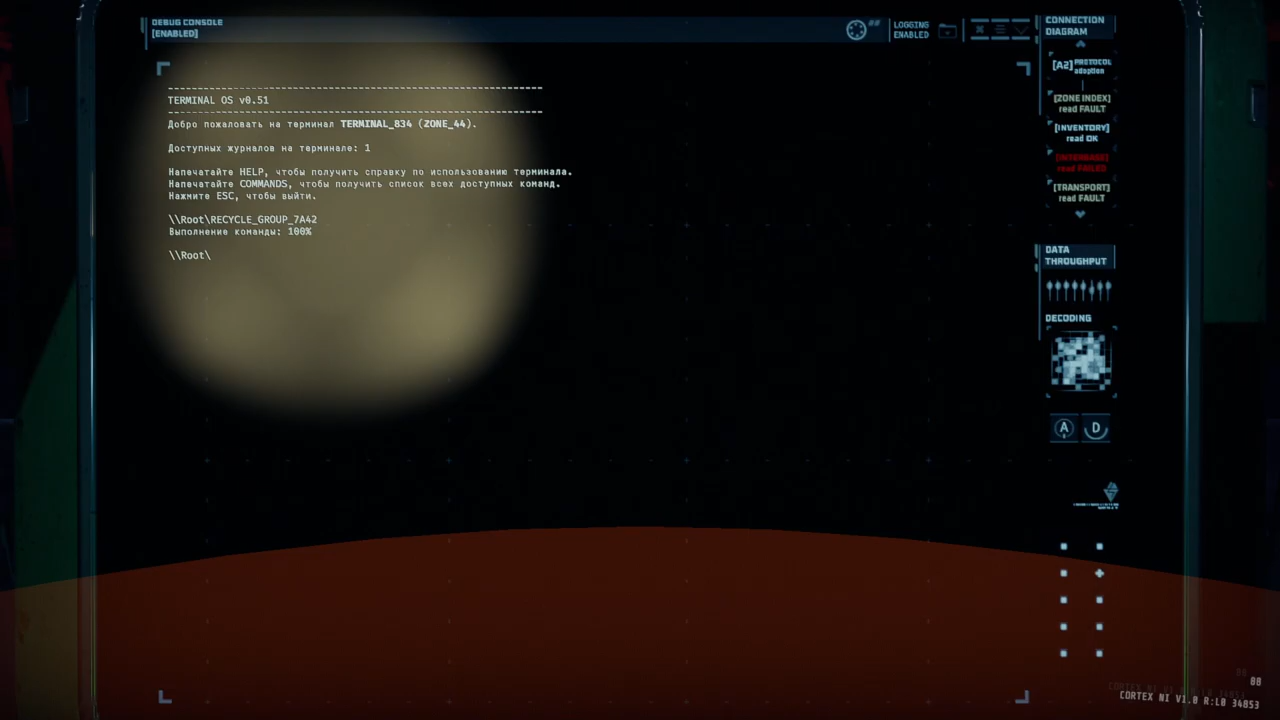 DEBUG CONSOLE
[ENABLED]
LOGGING
ENABLED
TERMINAL OS v0.51
Добро пожаловать на терминал TERMINAL_834 (ZONE_44).
Доступных журналов на терминале: 1
Напечатайте HELP, чтобы получить справку по использованию терминала.
Напечатайте COMMANDS, чтобы получить список всех доступных команд.
Нажмите ESC, чтобы выйти.
\\Root\RECYCLE_GROUP_7A42
Выполнение команды: 100%
\\Root\
CONNECTION
DIAGRAM
[A2] PROTOCOL
adoption
[ZONE INDEX]
read FAULT
[INVENTORY]
read OK
[INTERBASE]
read FAILED
[TRANSPORT]
read FAULT
DATA
THROUGHPUT
DECODING
A D
CORTEX NI V1.0 R:L0 34853